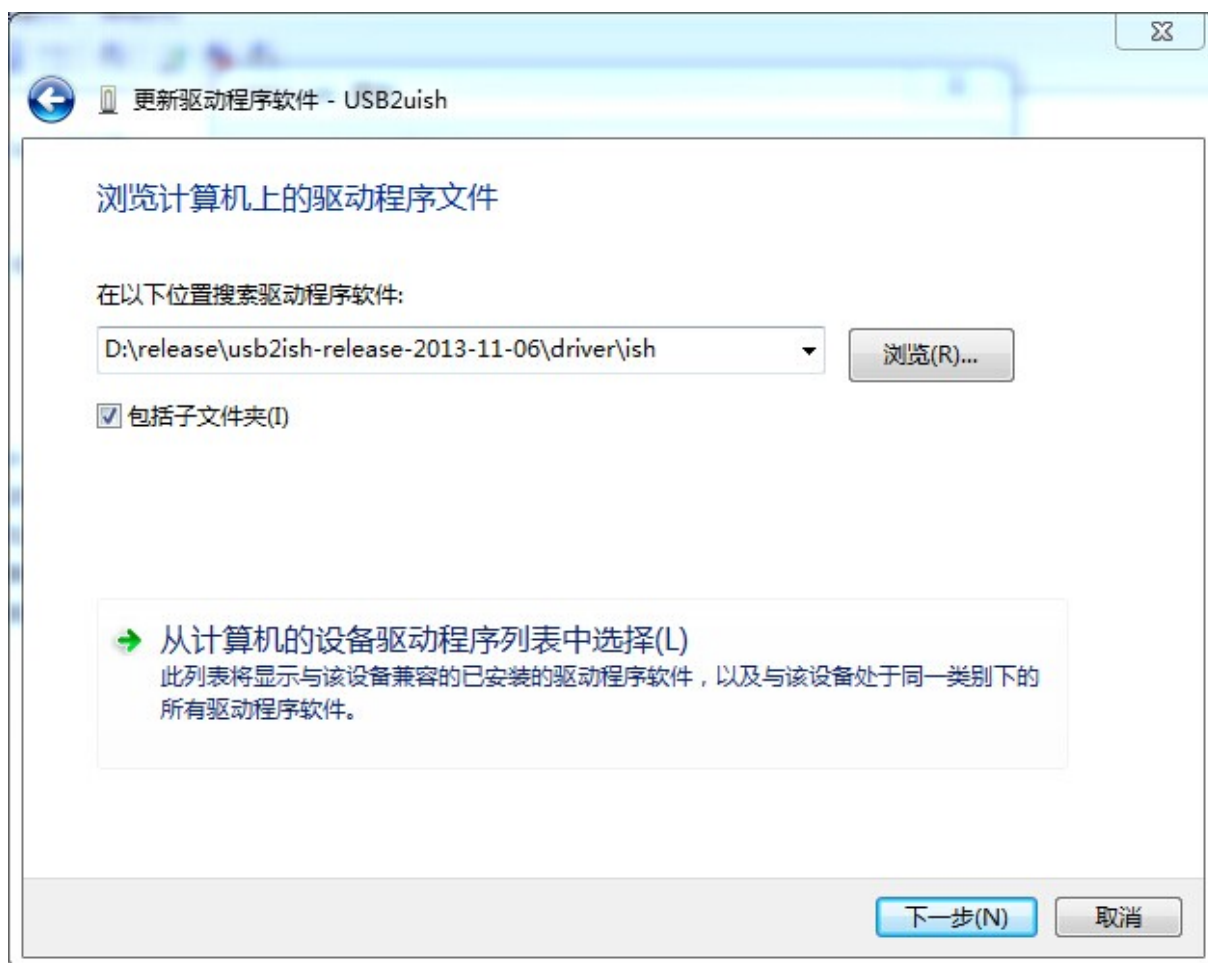 更新驱动程序软件 - USB2uish
浏览计算机上的驱动程序文件
在以下位置搜索驱动程序软件:
D:\release\usb2ish-release-2013-11-06\driver\ish
浏览(R)...
包括子文件夹(I)
从计算机的设备驱动程序列表中选择(L)
此列表将显示与该设备兼容的已安装的驱动程序软件，以及与该设备处于同一类别下的
所有驱动程序软件。
下一步(N)
取消